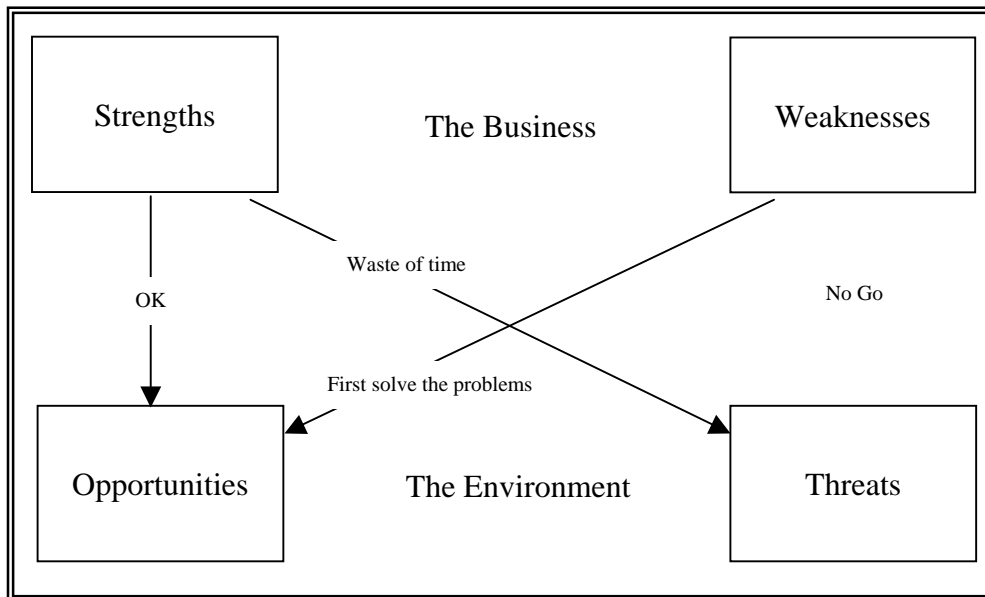 Strengths
The Business
Weaknesses
Waste of time
OK
No Go
First solve the problems
Opportunities
The Environment
Threats